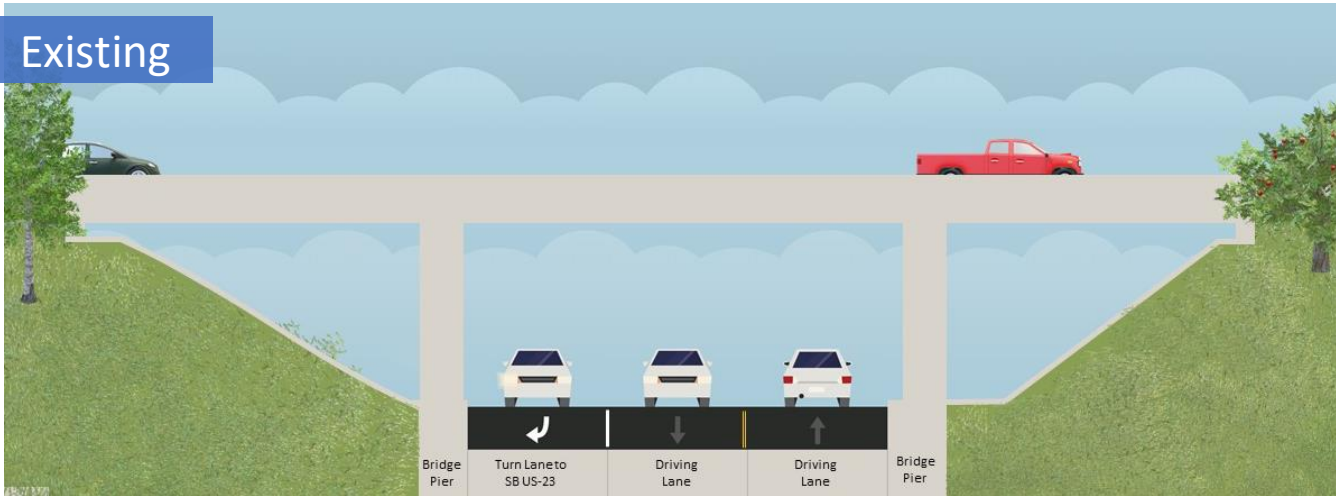 Existing
Bridge
Pier
Turn Lane to
SB US-23
Driving
Lane
Driving
Lane
Bridge
Pier